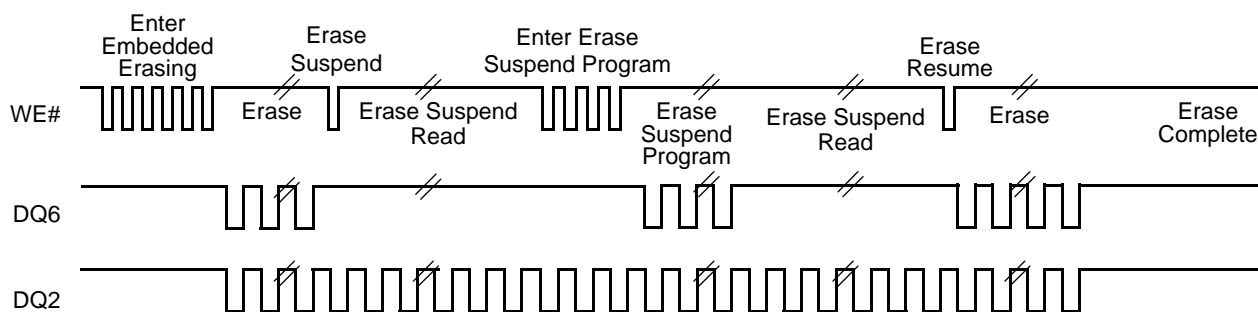 Enter
Embedded
Erasing
Erase
Suspend
Enter Erase
Suspend Program
Erase
Resume
WE#
Erase
Erase Suspend
Read
Erase
Suspend
Program
Erase Suspend
Read
Erase
Erase
Complete
DQ6
DQ2